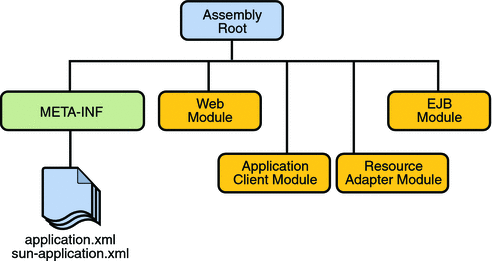 Assembly
Root
META-INF
Web
Module
EJB
Module
Application
Client Module
Resource
Adapter Module
application.xml
sun-application.xml